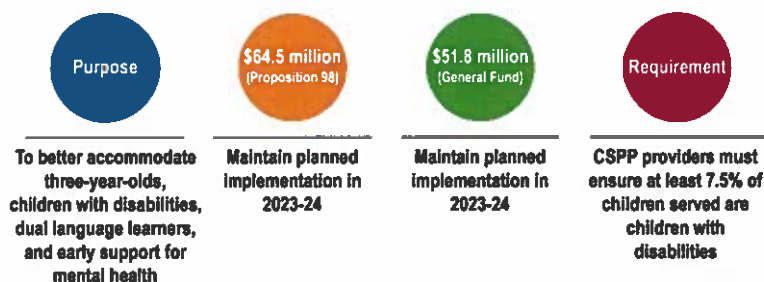 Purpose
$64.5 million
(Proposition 98)
$51.8 million
(General Fund)
Requirement
To better accommodate
three-year-olds,
children with disabilities,
dual language learners,
and early support for
mental health
Maintain planned
implementation in
2023-24
Maintain planned
implementation in
2023-24
CSPP providers must
ensure at least 7.5% of
children served are
children with
disabilities